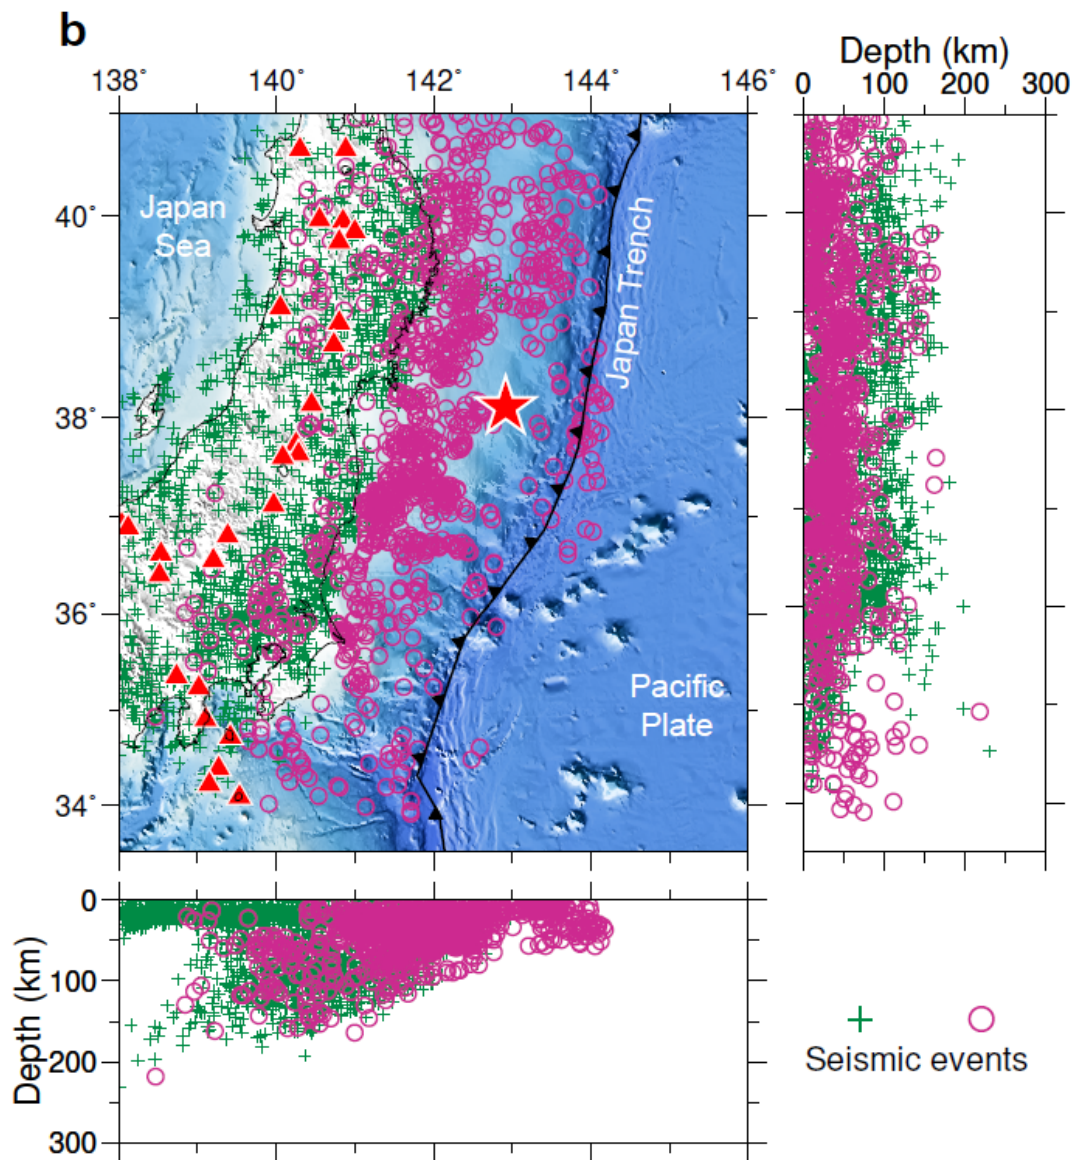 b
Depth (km)
138˚ 140˚ 142˚ 144˚ 146˚
0 100 200 300
40˚
38˚
36˚
34˚
Japan
Sea
Japan Trench
Pacific
Plate
0
100
200
300
Depth (km)
Seismic events